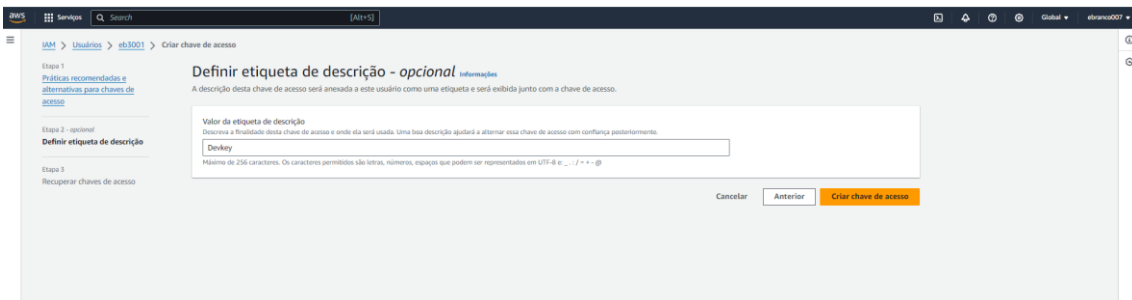 aws Serviços Search [Alt+S] Global ebranco007
IAM > Usuários > eb3001 > Criar chave de acesso
Etapa 1
Práticas recomendadas e
alternativas para chaves de
acesso
Etapa 2 - opcional
Definir etiqueta de descrição
Etapa 3
Recuperar chaves de acesso
Definir etiqueta de descrição - opcional Informações
A descrição desta chave de acesso será anexada a este usuário como uma etiqueta e será exibida junto com a chave de acesso.
Valor da etiqueta de descrição
Descreva a finalidade desta chave de acesso e onde ela será usada. Uma boa descrição ajudará a alternar essa chave de acesso com confiança posteriormente.
Devkey
Máximo de 256 caracteres. Os caracteres permitidos são letras, números, espaços que podem ser representados em UTF-8 e: _ . : / = + - @
Cancelar Anterior Criar chave de acesso